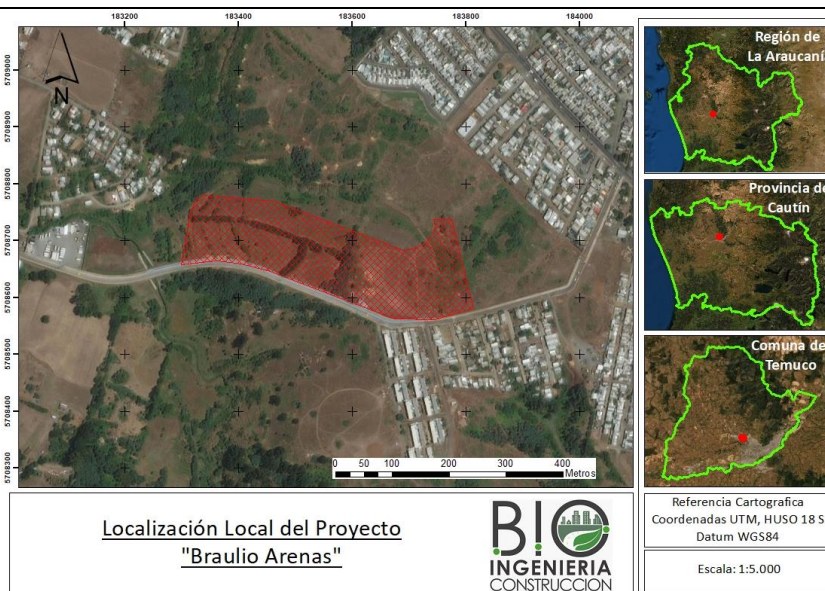 183200 183400 183600 183800 184000
5709000
5708900
5708800
5708700
5708600
5708500
5708400
5708300
N
0 50 100 200 300 400
Metros
Localización Local del Proyecto
"Braulio Arenas"
BIO
INGENIERIA
CONSTRUCCION
Región de
La Araucaní
Provincia de
Cautín
Comuna de
Temuco
Referencia Cartografica
Coordenadas UTM, HUSO 18 S
Datum WGS84
Escala: 1:5.000